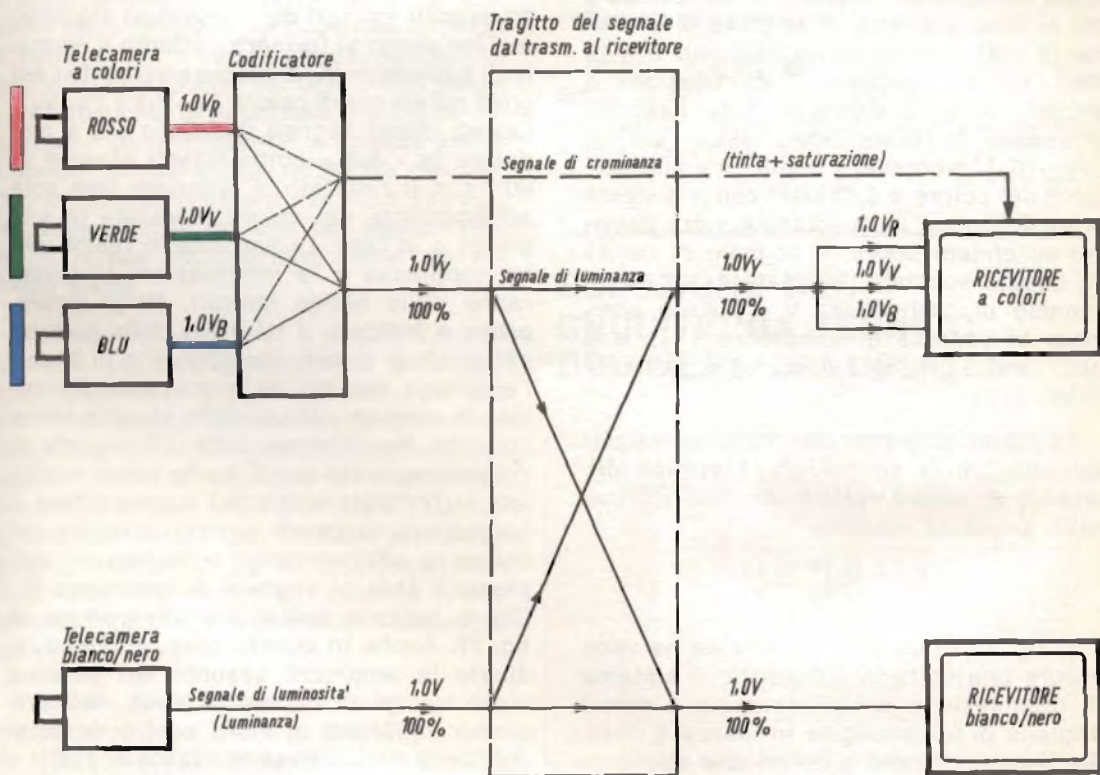 Tragitto del segnale
dal trasm. al ricevitore
Telecamera
a colori
Codificatore
ROSSO
1.0V_R
VERDE
1.0V_V
BLU
1.0V_B
Segnale di crominanza
(tinta + saturazione)
1.0V_Y
100%
Segnale di luminanza
1.0V_Y
100%
1.0V_R
1.0V_V
1.0V_B
RICEVITORE
a colori
Telecamera
bianco/nero
Segnale di luminosita'
(Luminanza)
1.0V
100%
1.0V
100%
RICEVITORE
bianco/nero